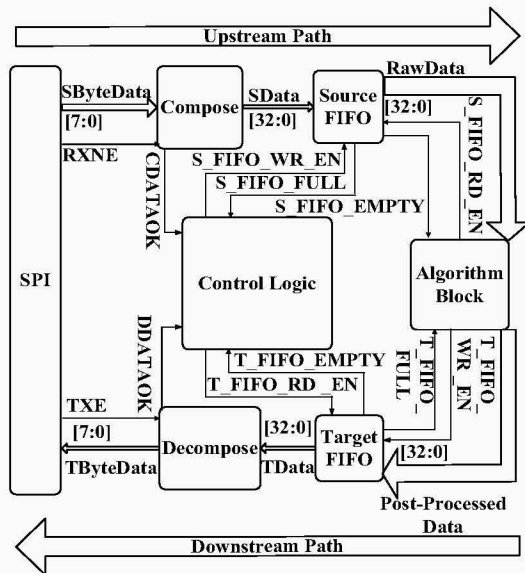 Upstream Path
SByteData
[7:0]
RXNE
Compose
SData
[32:0]
Source
FIFO
RawData
[32:0]
S_FIFO_RD_EN
CDATAOK
S_FIFO_WR_EN
S_FIFO_FULL
S_FIFO_EMPTY
SPI
Control Logic
Algorithm
Block
DDATAOK
T_FIFO_EMPTY
T_FIFO_RD_EN
T_FIFO_
FULL
T_FIFO_
WR_EN
TXE
[7:0]
TByteData
Decompose
[32:0]
TData
Target
FIFO
[32:0]
Post-Processed
Data
Downstream Path